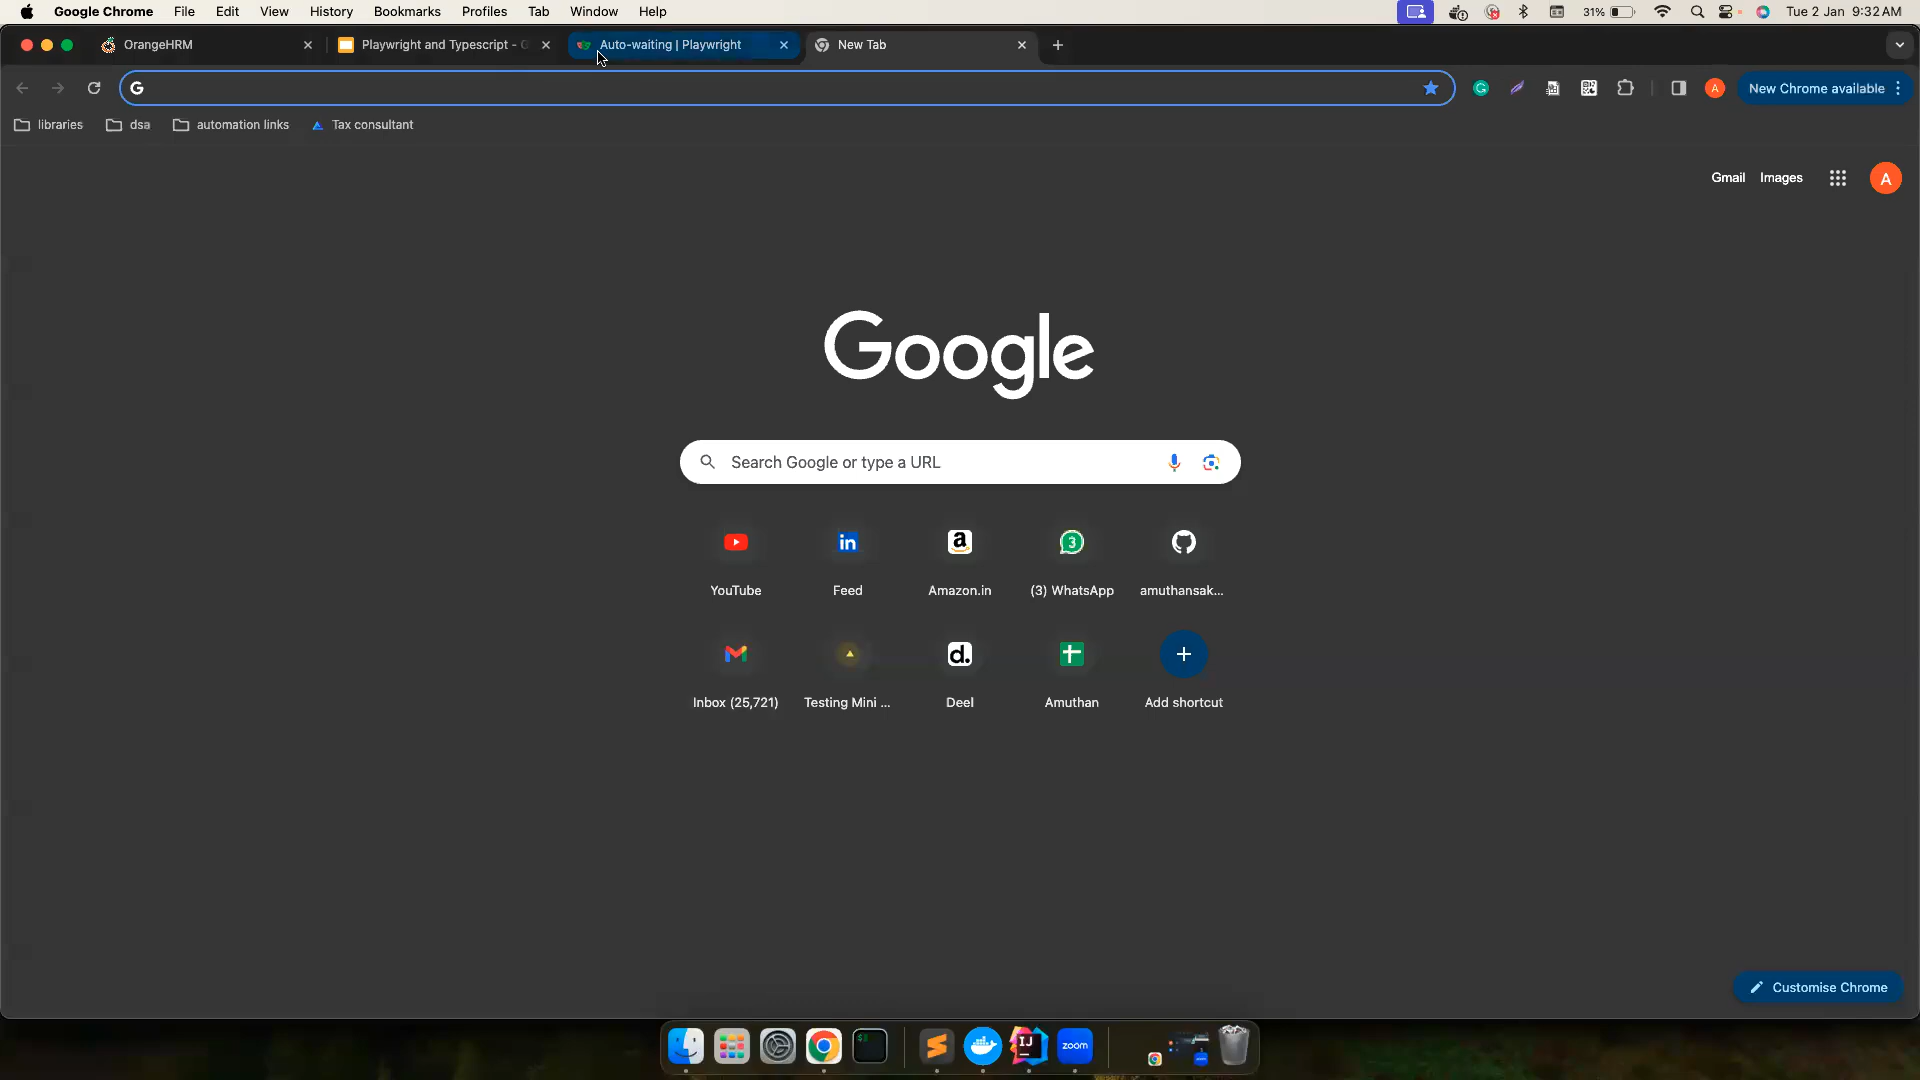 Google Chrome File Edit View History Bookmarks Profiles Tab Window Help 31% Tue 2 Jan 9:32 AM
OrangeHRM Playwright and Typescript - Auto-waiting | Playwright New Tab
G New Chrome available
libraries dsa automation links Tax consultant
Gmail Images A
Google
Search Google or type a URL
YouTube Feed Amazon.in (3) WhatsApp amuthansak...
Inbox (25,721) Testing Mini ... Deel Amuthan Add shortcut
Customise Chrome
zoom